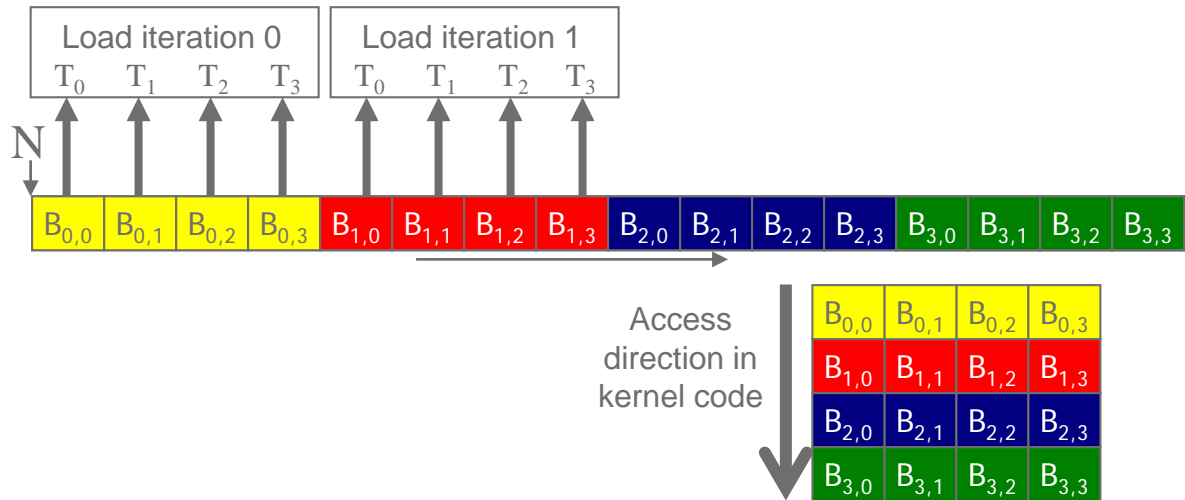 Load iteration 0 Load iteration 1
T0 T1 T2 T3 T0 T1 T2 T3
N
B0,0 B0,1 B0,2 B0,3 B1,0 B1,1 B1,2 B1,3 B2,0 B2,1 B2,2 B2,3 B3,0 B3,1 B3,2 B3,3
Access
direction in
kernel code
B0,0 B0,1 B0,2 B0,3
B1,0 B1,1 B1,2 B1,3
B2,0 B2,1 B2,2 B2,3
B3,0 B3,1 B3,2 B3,3